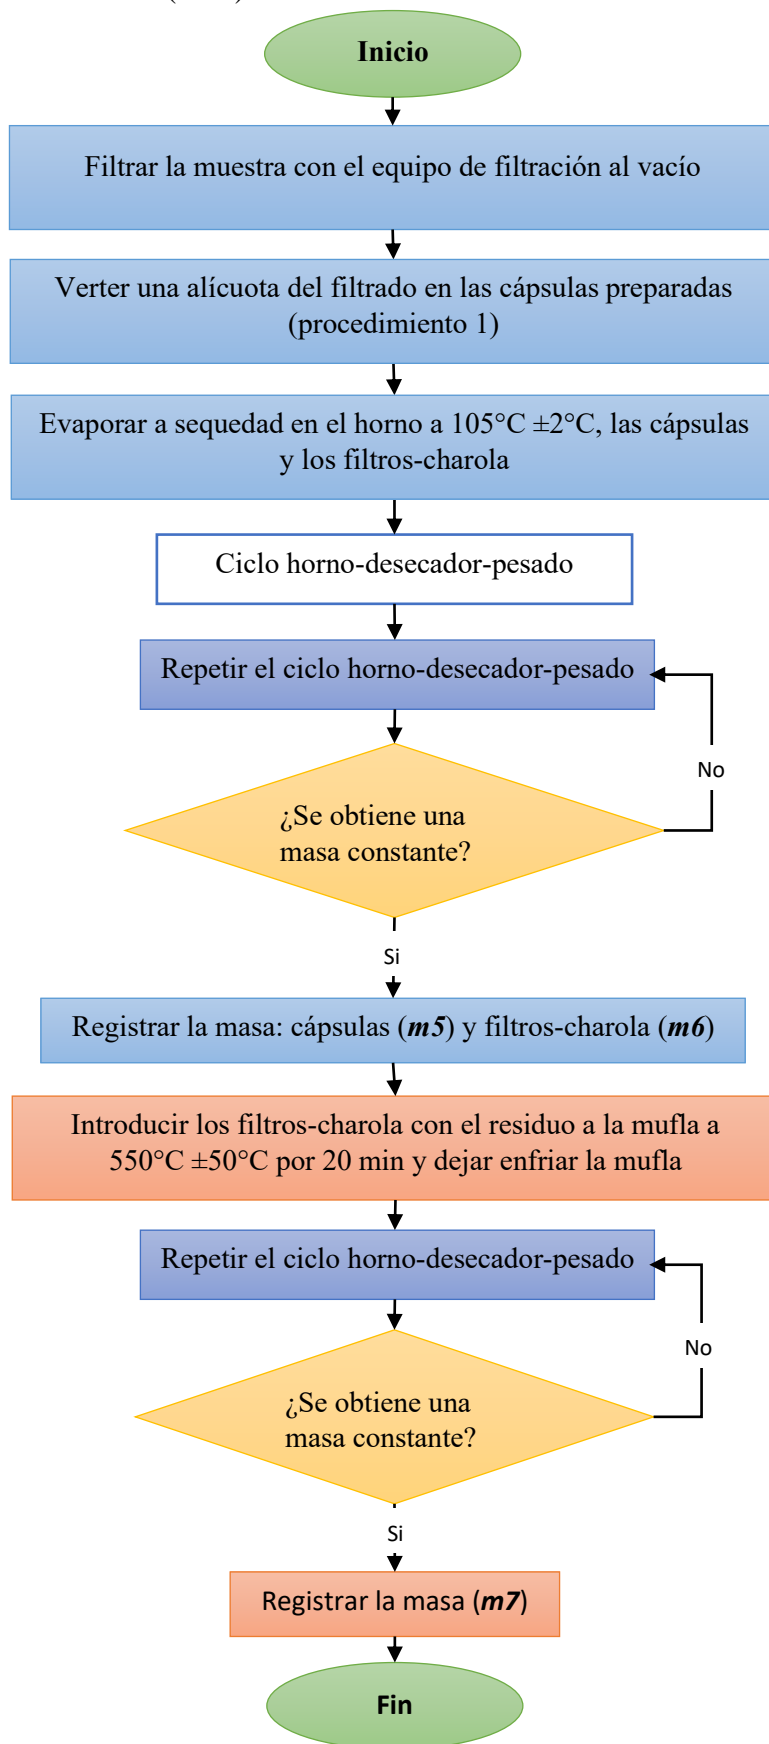 Inicio
Filtrar la muestra con el equipo de filtración al vacío
Verter una alícuota del filtrado en las cápsulas preparadas
(procedimiento 1)
Evaporar a sequedad en el horno a 105°C ±2°C, las cápsulas
y los filtros-charola
Ciclo horno-desecador-pesado
Repetir el ciclo horno-desecador-pesado
No
¿Se obtiene una
masa constante?
Si
Registrar la masa: cápsulas (m5) y filtros-charola (m6)
Introducir los filtros-charola con el residuo a la mufla a
550°C ±50°C por 20 min y dejar enfriar la mufla
Repetir el ciclo horno-desecador-pesado
No
¿Se obtiene una
masa constante?
Si
Registrar la masa (m7)
Fin